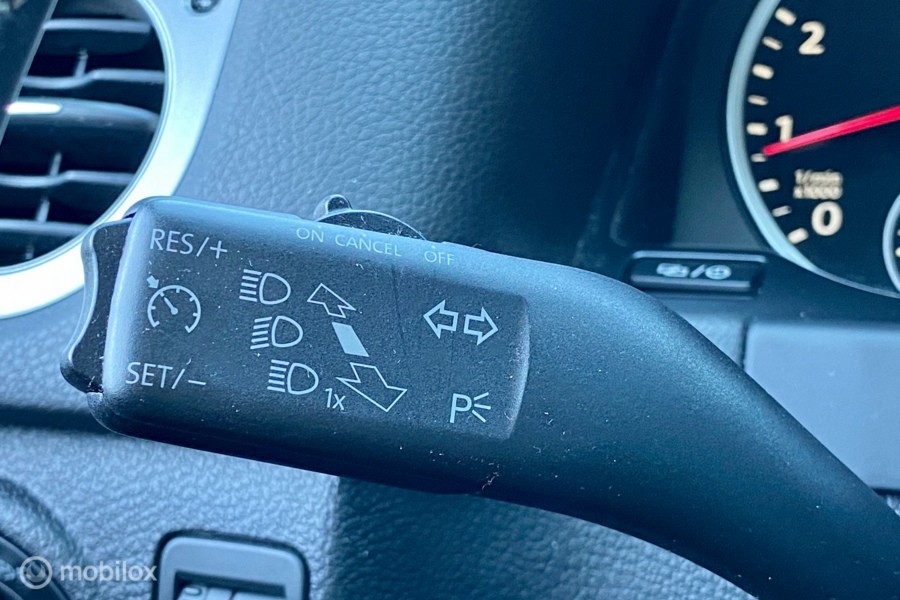 2
1
1/min
x1000
0
ON CANCEL OFF
RES/+
SET/−
1x
P
mobilox